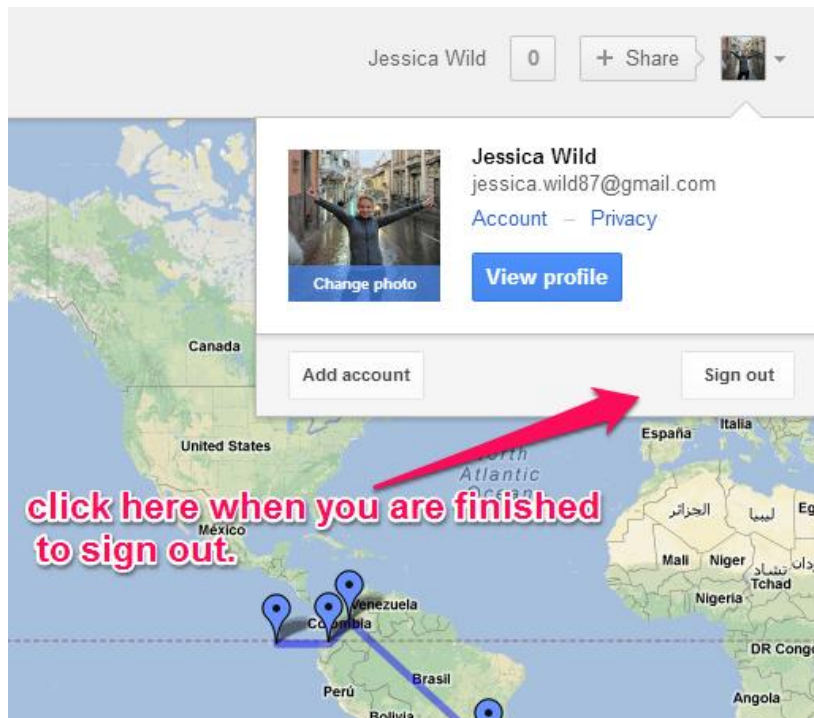 Jessica Wild 0 + Share
Jessica Wild
jessica.wild87@gmail.com
Account – Privacy
Change photo
View profile
Add account
Sign out
Canada
United States
North
Atlantic
Ocean
España
Italia
click here when you are finished
to sign out.
México
الجزائر
ليبيا
Eg
Mali
Niger
تشاد
Tchad
Nigeria
Venezuela
Colombia
DR Congo
Perú
Brasil
Angola
Bolivia